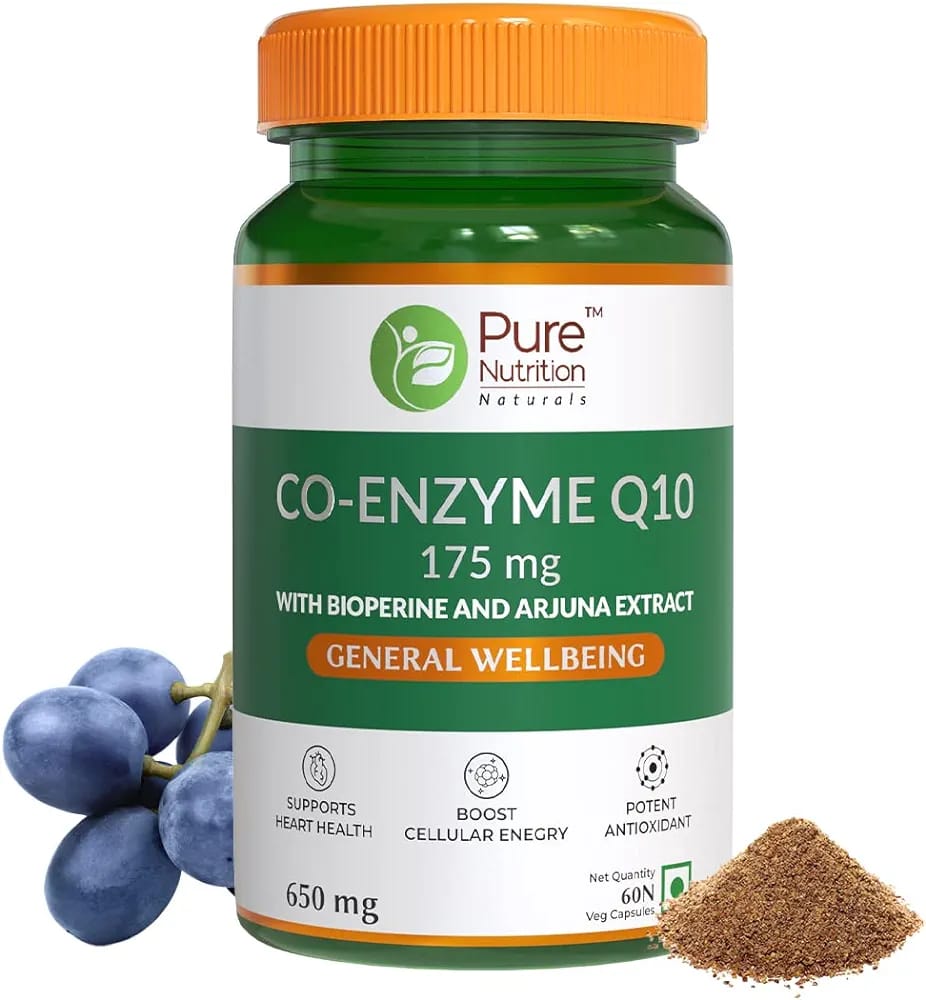 Pure™
Nutrition
Naturals
CO-ENZYME Q10
175 mg
WITH BIOPERINE AND ARJUNA EXTRACT
GENERAL WELLBEING
SUPPORTS
HEART HEALTH
BOOST
CELLULAR ENEGRY
POTENT
ANTIOXIDANT
650 mg
Net Quantity
60N
Veg Capsules